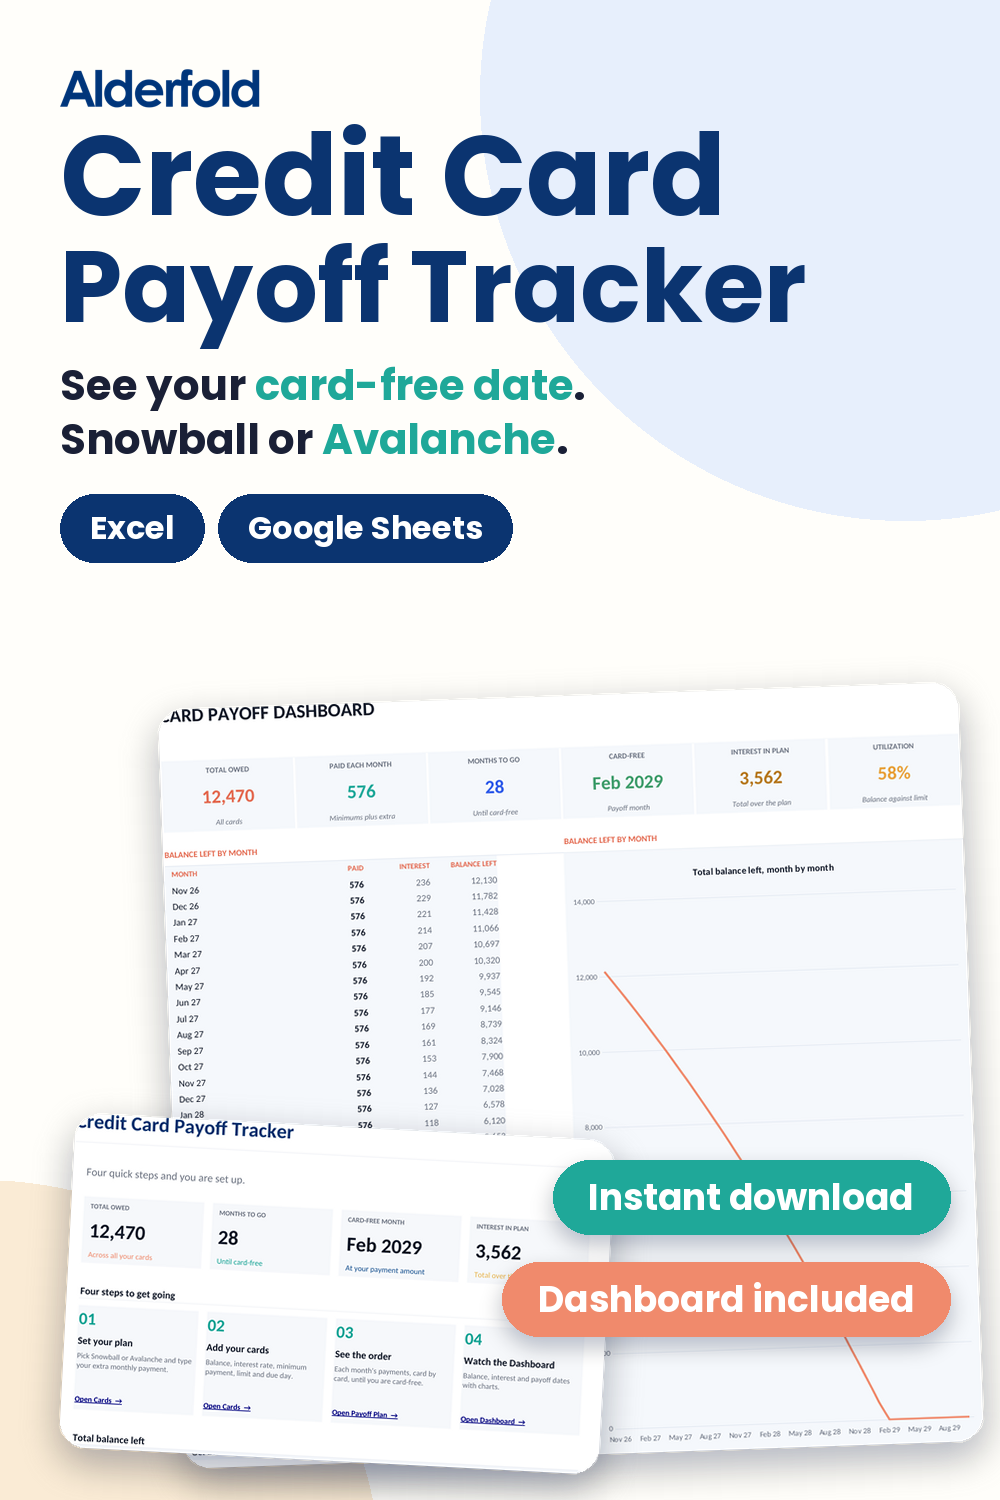 Alderfold
Credit Card
Payoff Tracker
See your card-free date.
Snowball or Avalanche.
Excel
Google Sheets
CARD PAYOFF DASHBOARD
TOTAL OWED
12,470
All cards
PAID EACH MONTH
576
Minimums plus extra
MONTHS TO GO
28
Until card-free
CARD-FREE
Feb 2029
Payoff month
INTEREST IN PLAN
3,562
Total over the plan
UTILIZATION
58%
Balance against limit
BALANCE LEFT BY MONTH
MONTH PAID INTEREST BALANCE LEFT
Nov 26 576 236 12,130
Dec 26 576 229 11,782
Jan 27 576 221 11,428
Feb 27 576 214 11,066
Mar 27 576 207 10,697
Apr 27 576 200 10,320
May 27 576 192 9,937
Jun 27 576 185 9,545
Jul 27 576 177 9,146
Aug 27 576 169 8,739
Sep 27 576 161 8,324
Oct 27 576 153 7,900
Nov 27 576 144 7,468
Dec 27 576 136 7,028
Jan 28 576 127 6,578
576 118 6,120
BALANCE LEFT BY MONTH
Total balance left, month by month
14,000
12,000
10,000
8,000
0
Nov 26 Feb 27 May 27 Aug 27 Nov 27 Feb 28 May 28 Aug 28 Nov 28 Feb 29 May 29 Aug 29
Credit Card Payoff Tracker
Four quick steps and you are set up.
TOTAL OWED
12,470
Across all your cards
MONTHS TO GO
28
Until card-free
CARD-FREE MONTH
Feb 2029
At your payment amount
INTEREST IN PLAN
3,562
Total over
Four steps to get going
01
Set your plan
Pick Snowball or Avalanche and type
your extra monthly payment.
Open Cards →
02
Add your cards
Balance, interest rate, minimum
payment, limit and due day.
Open Cards →
03
See the order
Each month's payments, card by
card, until you are card-free.
Open Payoff Plan →
04
Watch the Dashboard
Balance, interest and payoff dates
with charts.
Open Dashboard →
Total balance left
Instant download
Dashboard included